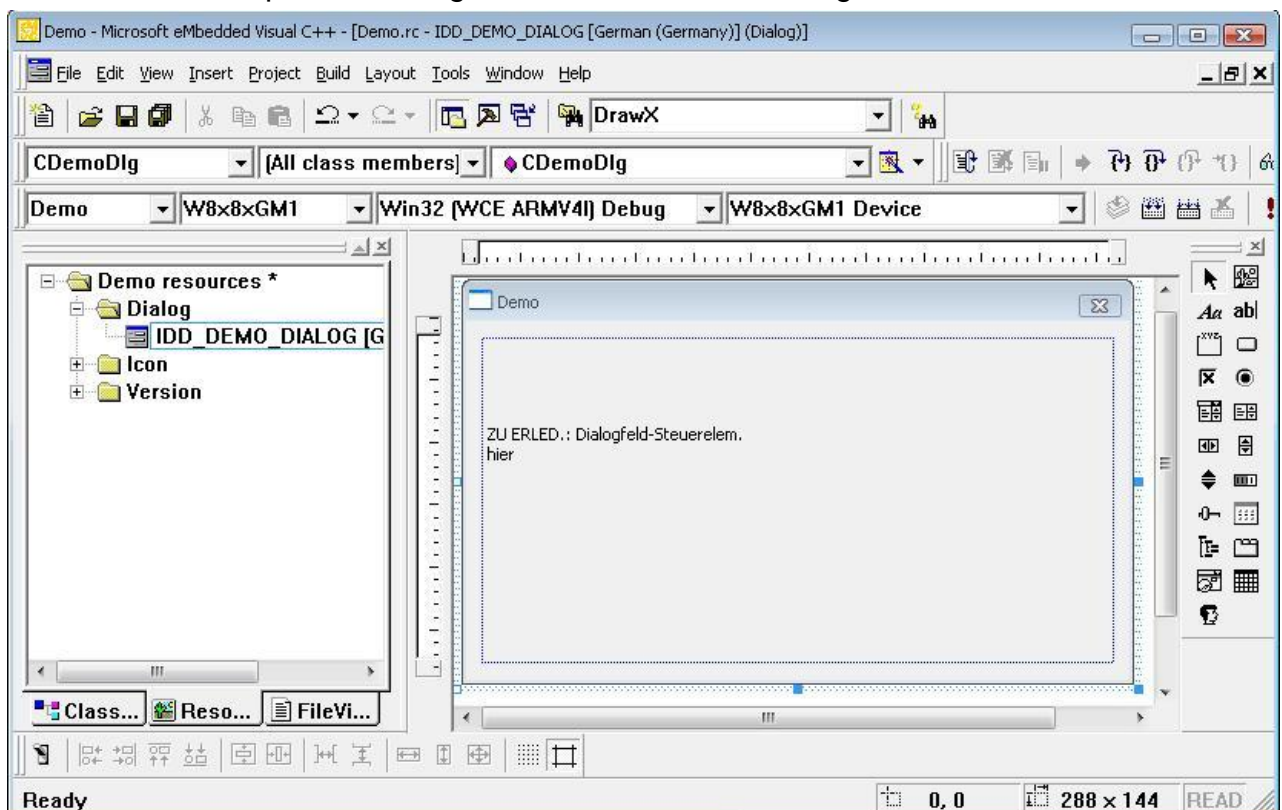 Demo - Microsoft eMbedded Visual C++ - [Demo.rc - IDD_DEMO_DIALOG [German (Germany)] (Dialog)]
File Edit View Insert Project Build Layout Tools Window Help
DrawX
CDemoDlg [All class members] CDemoDlg
Demo W8x8xGM1 Win32 (WCE ARMV4I) Debug W8x8xGM1 Device
Demo resources *
Dialog
IDD_DEMO_DIALOG [G
Icon
Version
Demo
ZU ERLED.: Dialogfeld-Steuerelem.
hier
Aa ab|
XYZ
Class... Reso... FileVi...
Ready 0, 0 288 x 144 READ